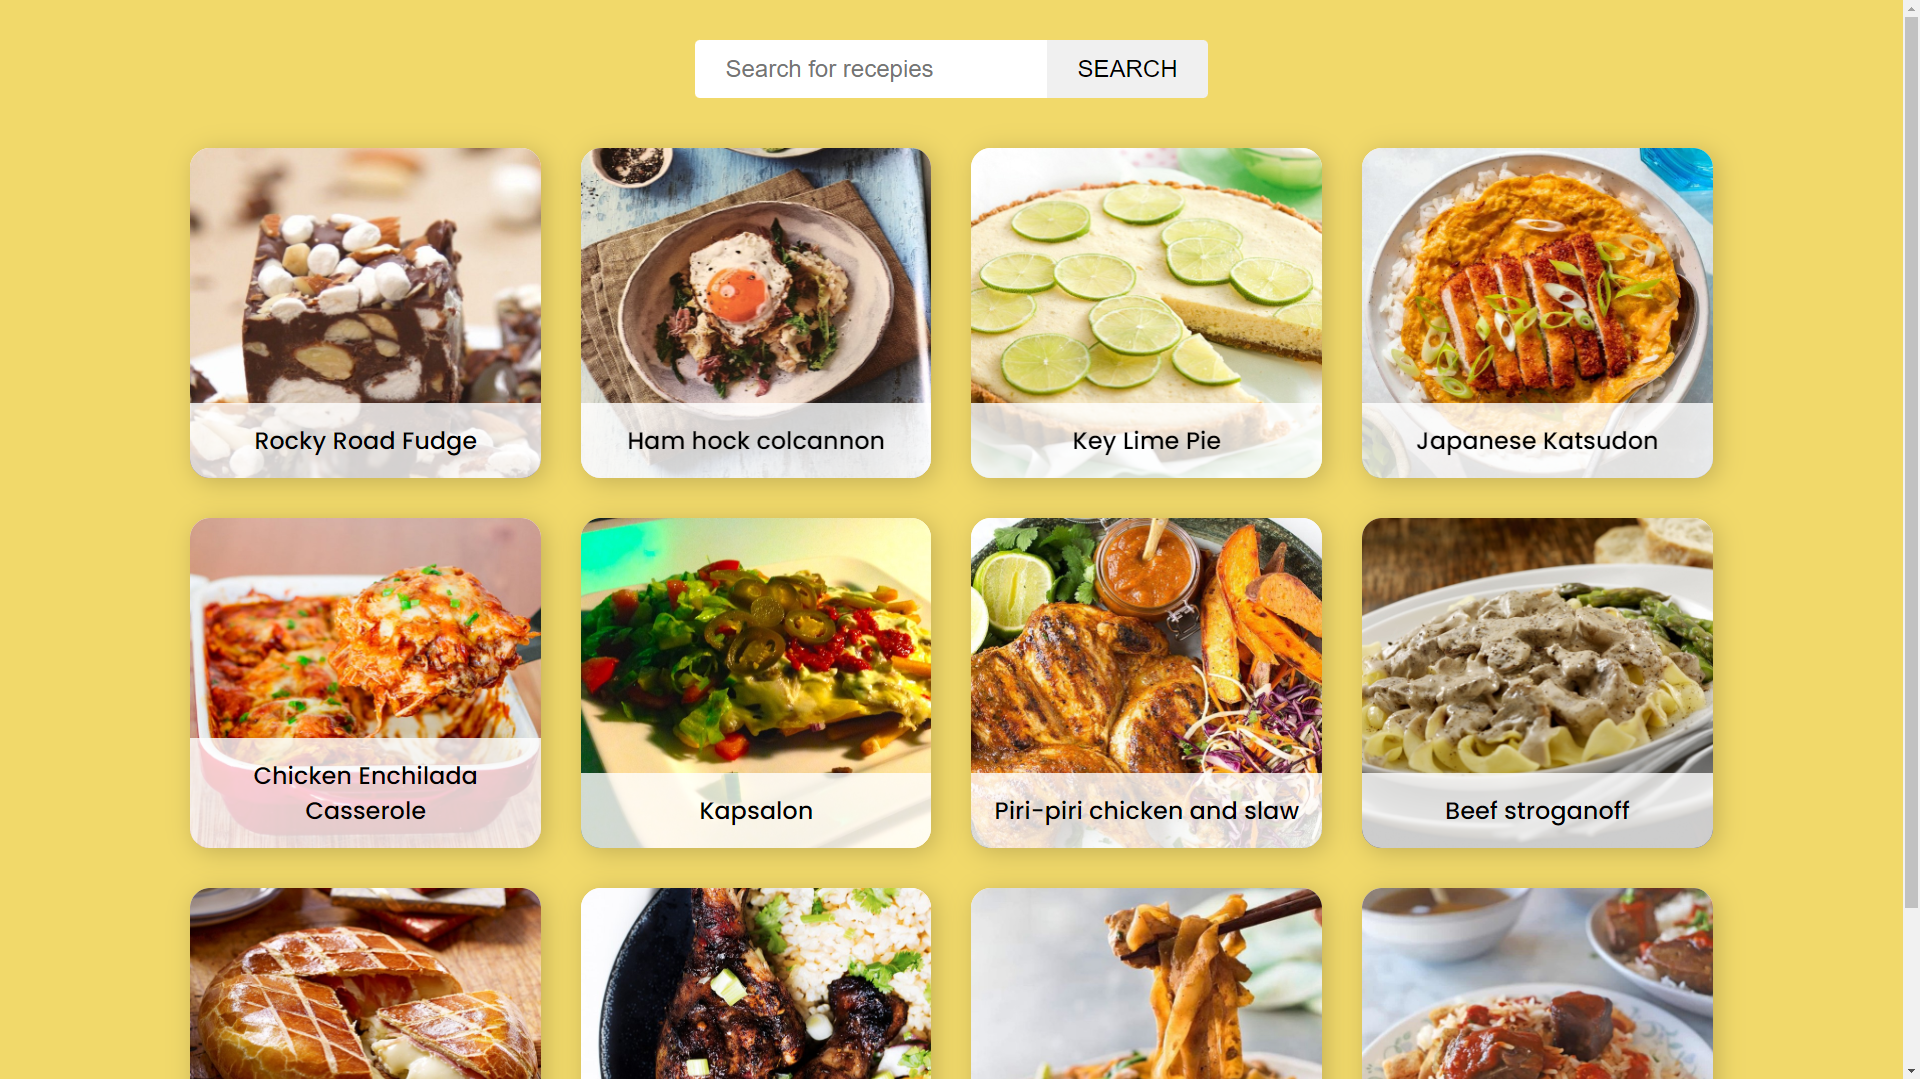 Search for recepies
SEARCH
Rocky Road Fudge
Ham hock colcannon
Key Lime Pie
Japanese Katsudon
Chicken Enchilada
Casserole
Kapsalon
Piri-piri chicken and slaw
Beef stroganoff